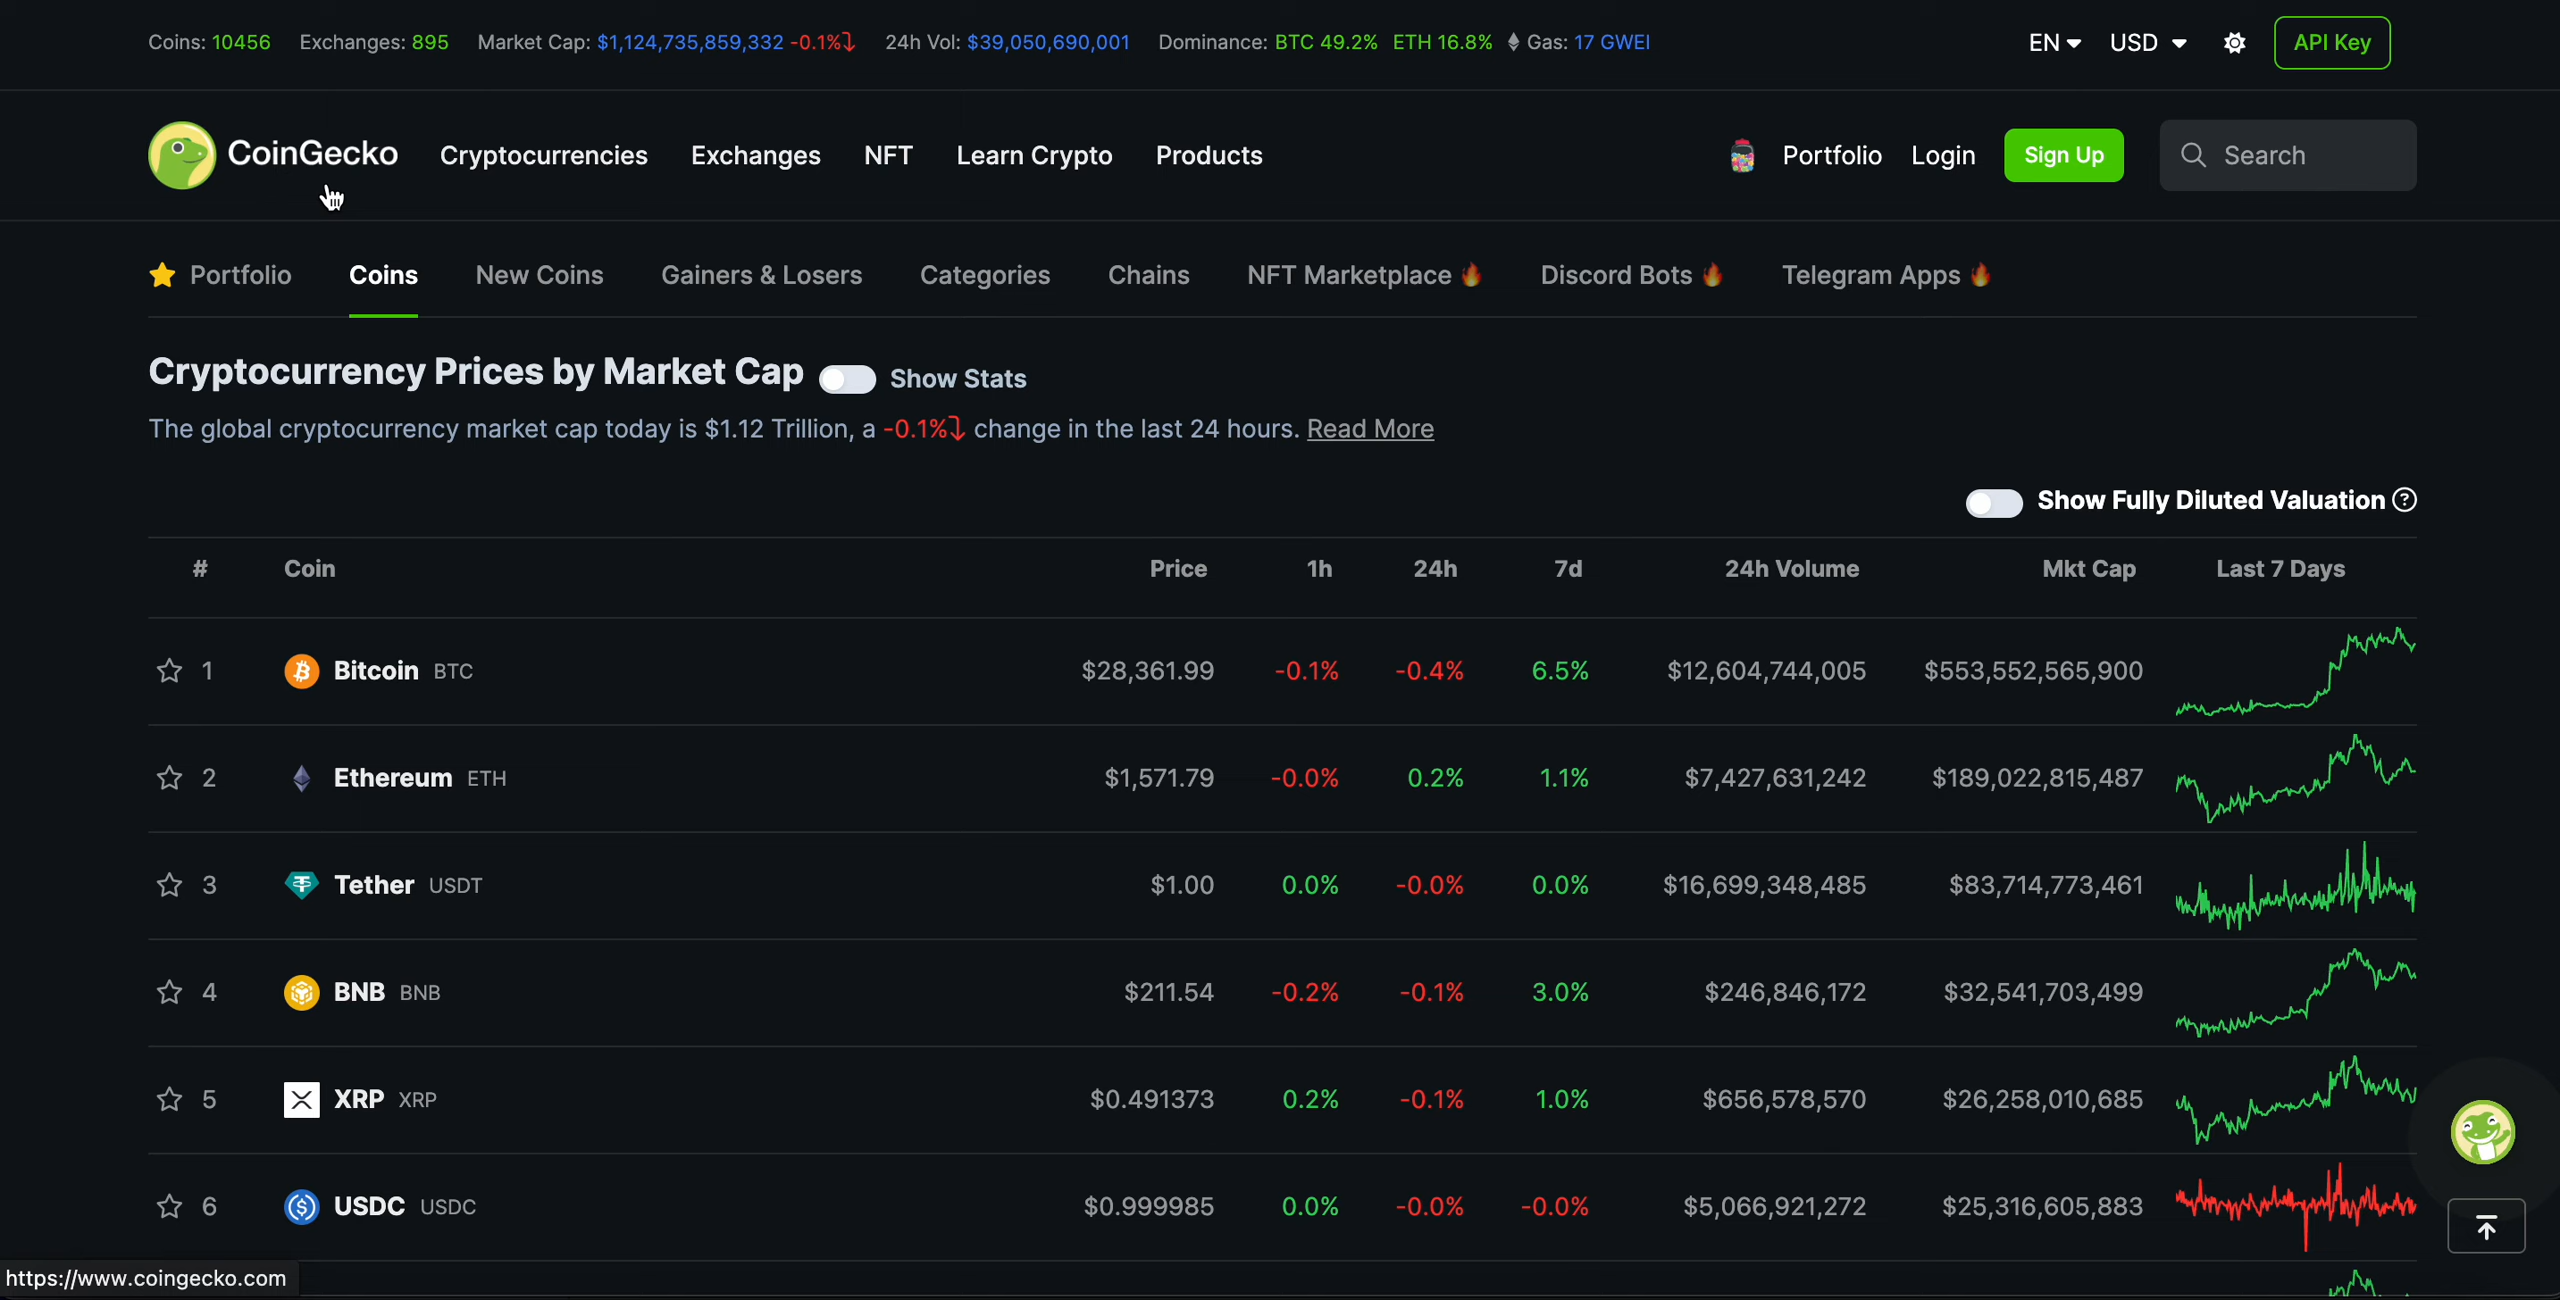 Coins: 10456 Exchanges: 895 Market Cap: $1,124,735,859,332 -0.1% 24h Vol: $39,050,690,001 Dominance: BTC 49.2% ETH 16.8% Gas: 17 GWEI EN USD API Key
CoinGecko Cryptocurrencies Exchanges NFT Learn Crypto Products Portfolio Login Sign Up Search
Portfolio Coins New Coins Gainers & Losers Categories Chains NFT Marketplace Discord Bots Telegram Apps
Cryptocurrency Prices by Market Cap Show Stats
The global cryptocurrency market cap today is $1.12 Trillion, a -0.1% change in the last 24 hours. Read More
Show Fully Diluted Valuation ?
# Coin Price 1h 24h 7d 24h Volume Mkt Cap Last 7 Days
1 Bitcoin BTC $28,361.99 -0.1% -0.4% 6.5% $12,604,744,005 $553,552,565,900
2 Ethereum ETH $1,571.79 -0.0% 0.2% 1.1% $7,427,631,242 $189,022,815,487
3 Tether USDT $1.00 0.0% -0.0% 0.0% $16,699,348,485 $83,714,773,461
4 BNB BNB $211.54 -0.2% -0.1% 3.0% $246,846,172 $32,541,703,499
5 XRP XRP $0.491373 0.2% -0.1% 1.0% $656,578,570 $26,258,010,685
6 USDC USDC $0.999985 0.0% -0.0% -0.0% $5,066,921,272 $25,316,605,883
https://www.coingecko.com